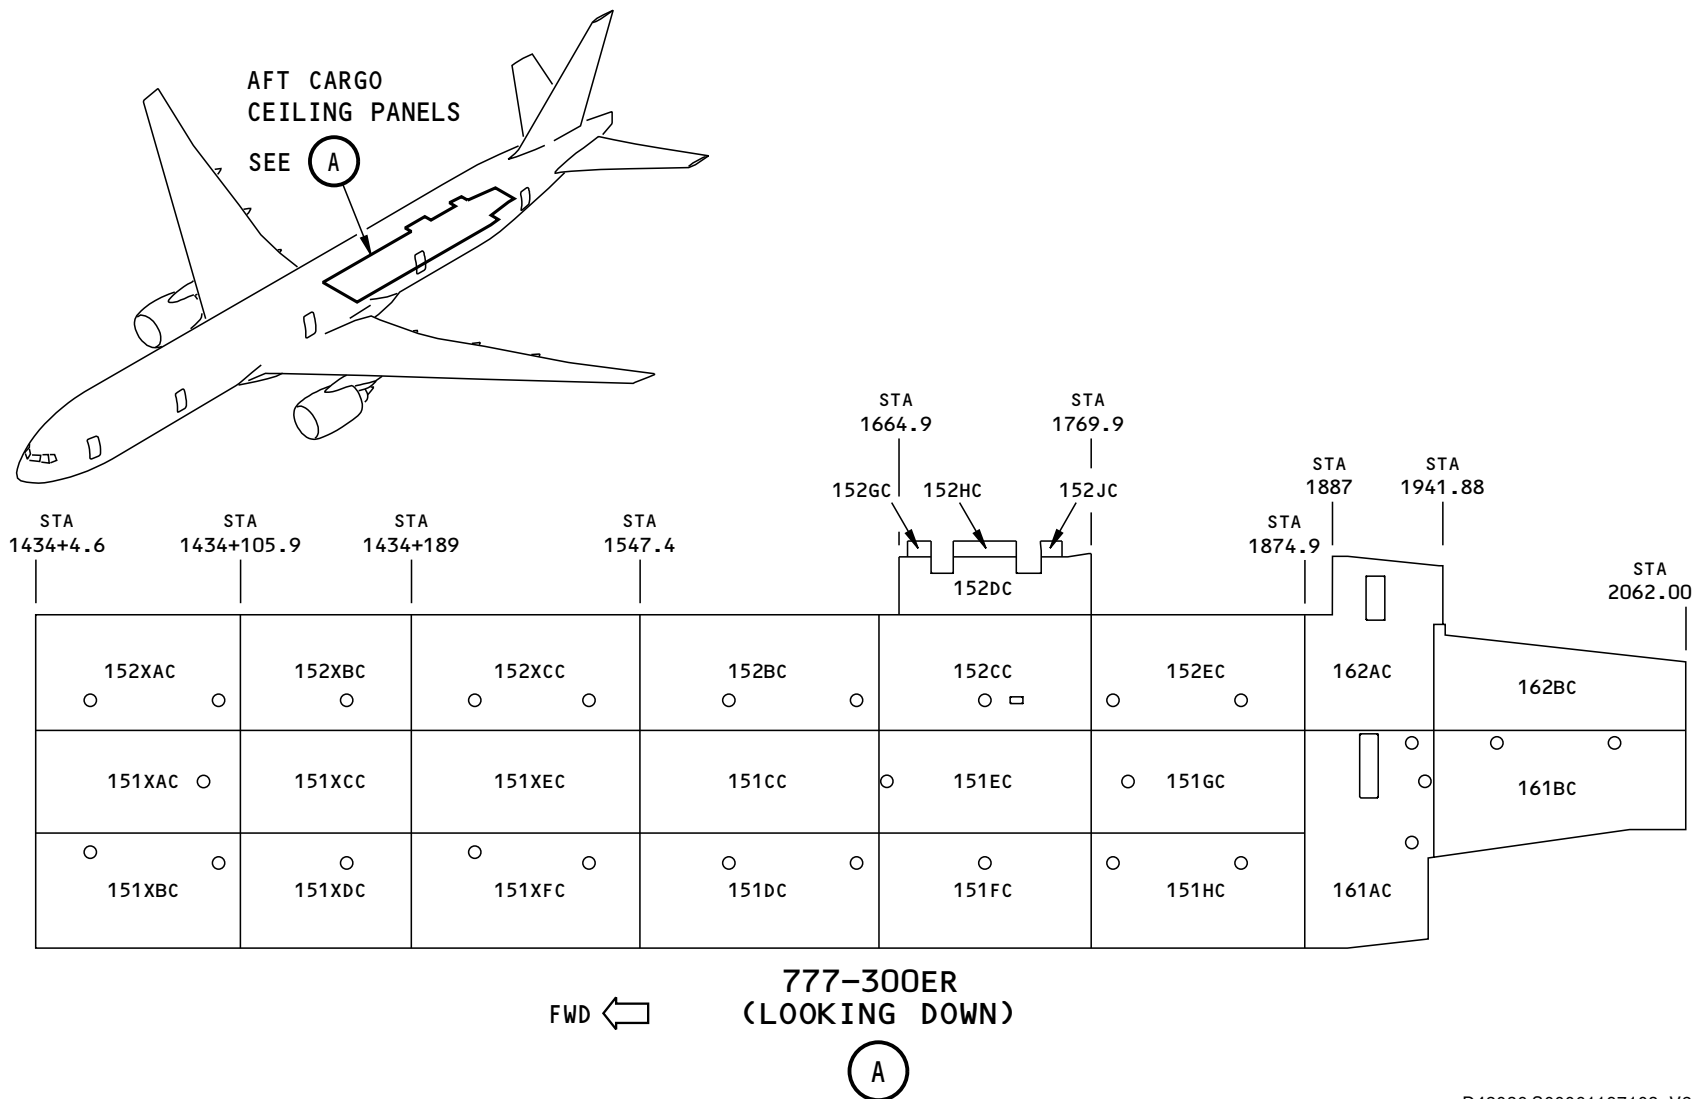 AFT CARGO
CEILING PANELS
SEE A
STA
1664.9
STA
1769.9
STA
1887
STA
1941.88
152GC 152HC 152JC
STA
1434+4.6
STA
1434+105.9
STA
1434+189
STA
1547.4
STA
1874.9
STA
2062.00
152DC
152XAC 152XBC 152XCC 152BC 152CC 152EC 162AC 162BC
151XAC 151XCC 151XEC 151CC 151EC 151GC 161BC
151XBC 151XDC 151XFC 151DC 151FC 151HC 161AC
777-300ER
FWD (LOOKING DOWN)
A